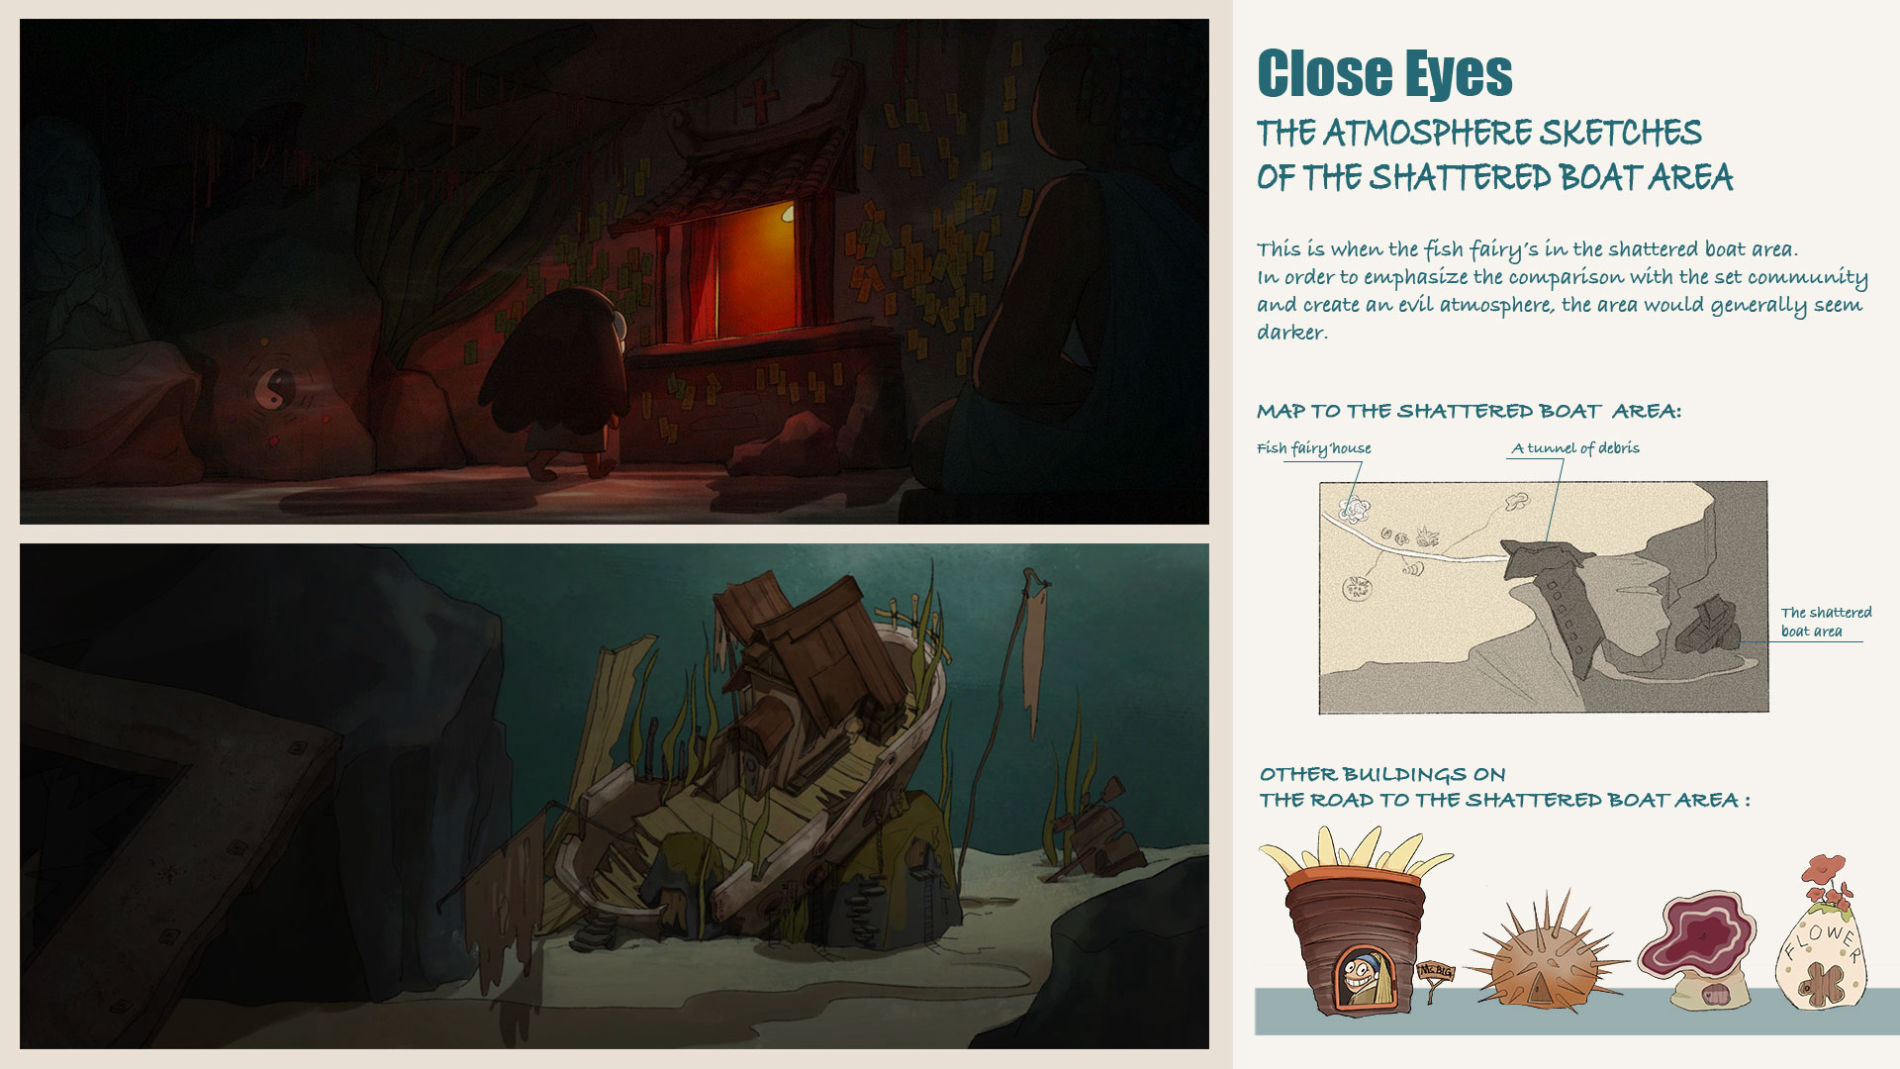 Close Eyes
THE ATMOSPHERE SKETCHES
OF THE SHATTERED BOAT AREA
This is when the fish fairy's in the shattered boat area.
In order to emphasize the comparison with the set community
and create an evil atmosphere, the area would generally seem
darker.
MAP TO THE SHATTERED BOAT AREA:
Fish fairy'house
A tunnel of debris
The shattered
boat area
OTHER BUILDINGS ON
THE ROAD TO THE SHATTERED BOAT AREA :
Mc BIG
FLOWER